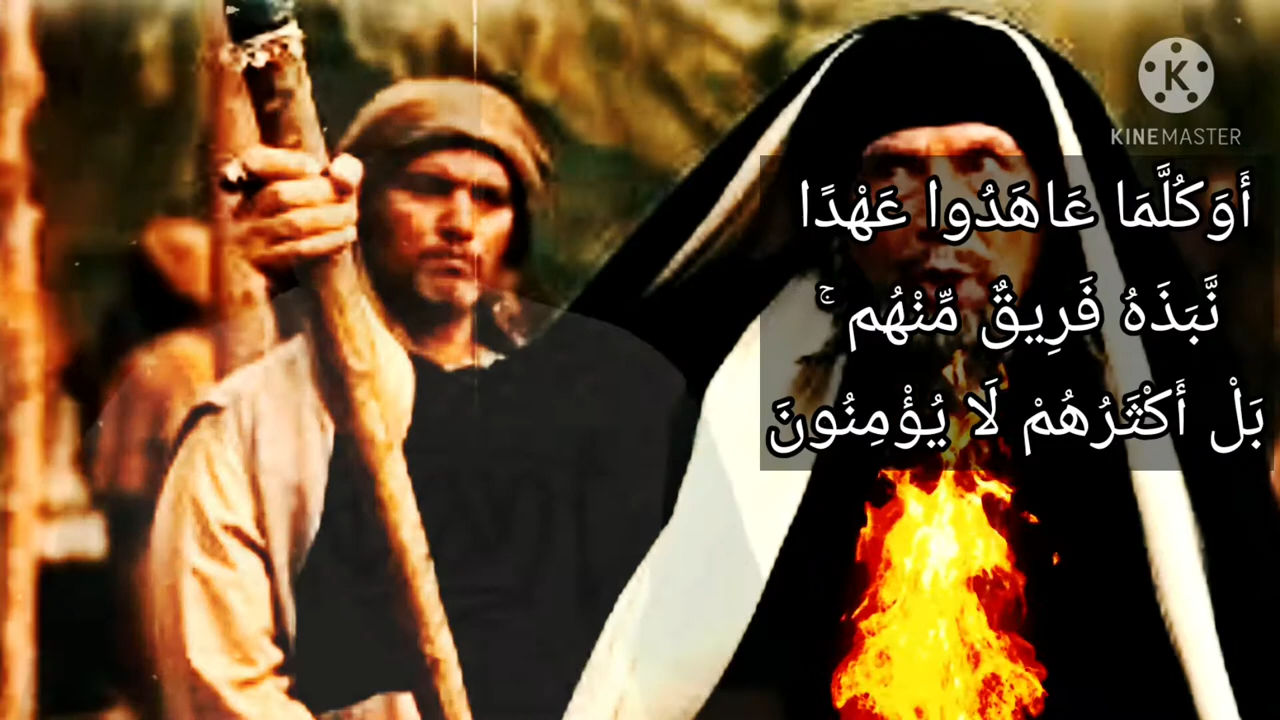 KINEMASTER
أَوَكُلَّمَا عَاهَدُوا عَهْدًا
نَّبَذَهُ فَرِيقٌ مِّنْهُم ۚ
بَلْ أَكْثَرُهُمْ لَا يُؤْمِنُونَ